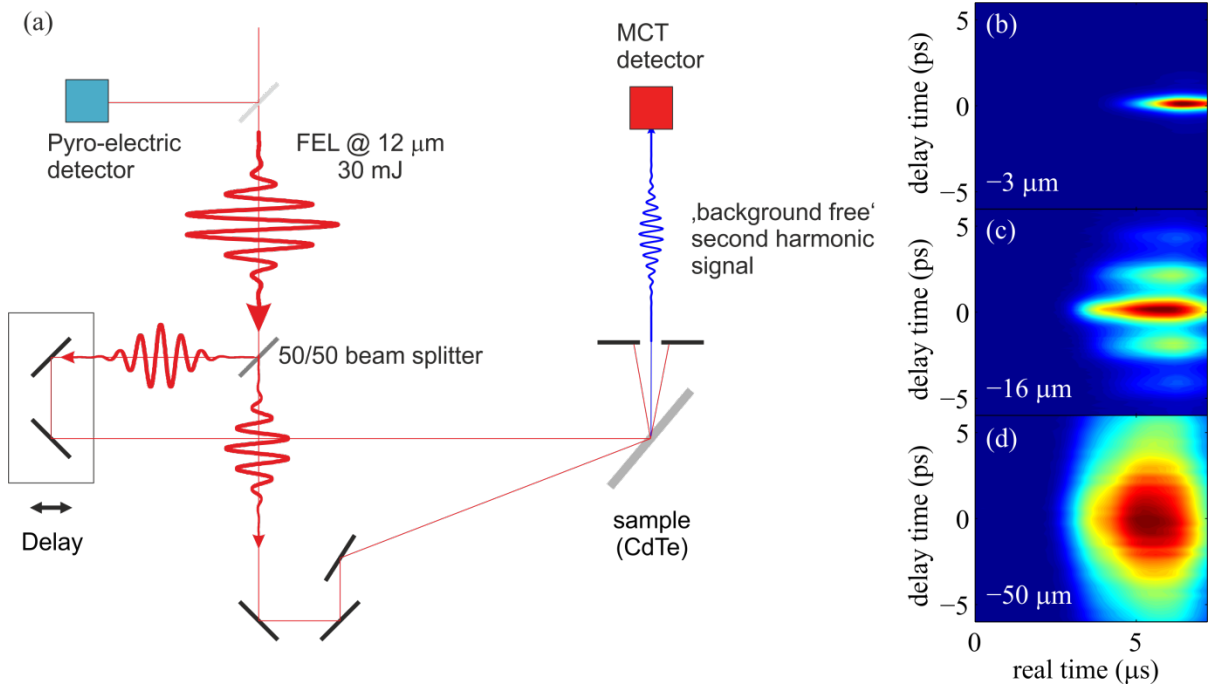 (a)
Pyro-electric
detector
FEL @ 12 μm
30 mJ
MCT
detector
‚background free‘
second harmonic
signal
50/50 beam splitter
Delay
sample
(CdTe)
(b)
delay time (ps)
5
0
−5
−3 μm
(c)
delay time (ps)
5
0
−5
−16 μm
(d)
delay time (ps)
5
0
−5
−50 μm
0
5
real time (μs)